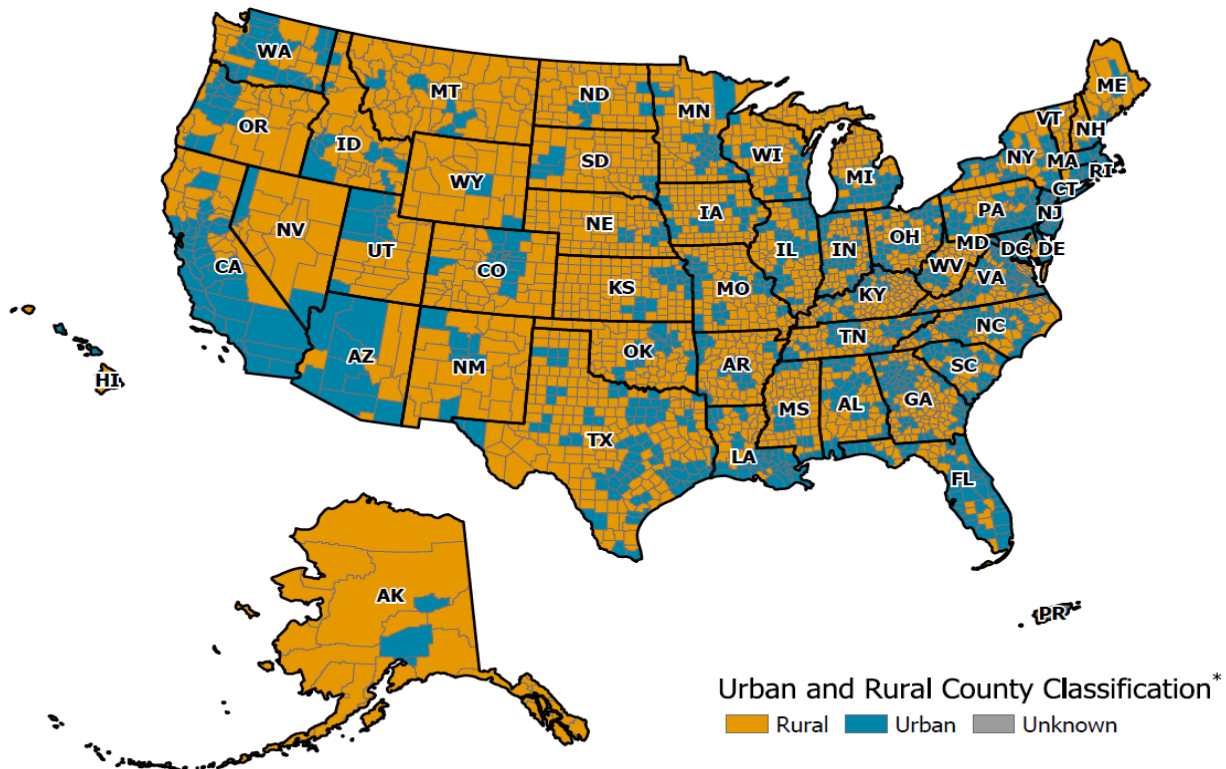 WA
MT
ND
MN
ME
VT
NH
OR
ID
SD
WI
NY
MA
WY
MI
RI
CT
IA
PA
NJ
NE
NV
UT
IL
IN
OH
MD
DC
DE
CA
CO
WV
VA
KS
MO
KY
NC
TN
AZ
OK
NM
AR
SC
HI
MS
AL
GA
TX
LA
FL
AK
PR
Urban and Rural County Classification*
Rural Urban Unknown